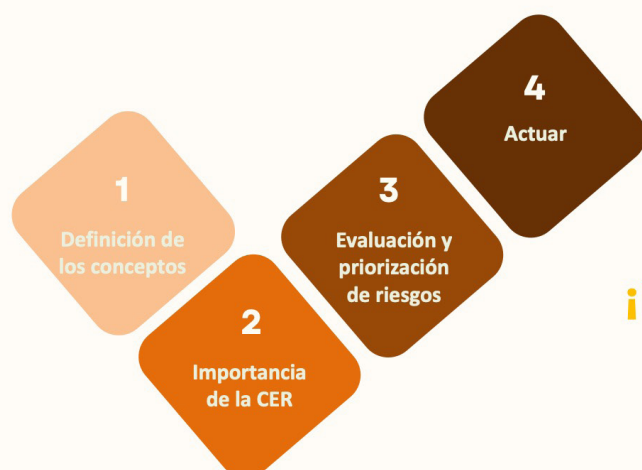 1
Definición de
los conceptos
2
Importancia
de la CER
3
Evaluación y
priorización
de riesgos
4
Actuar
¡